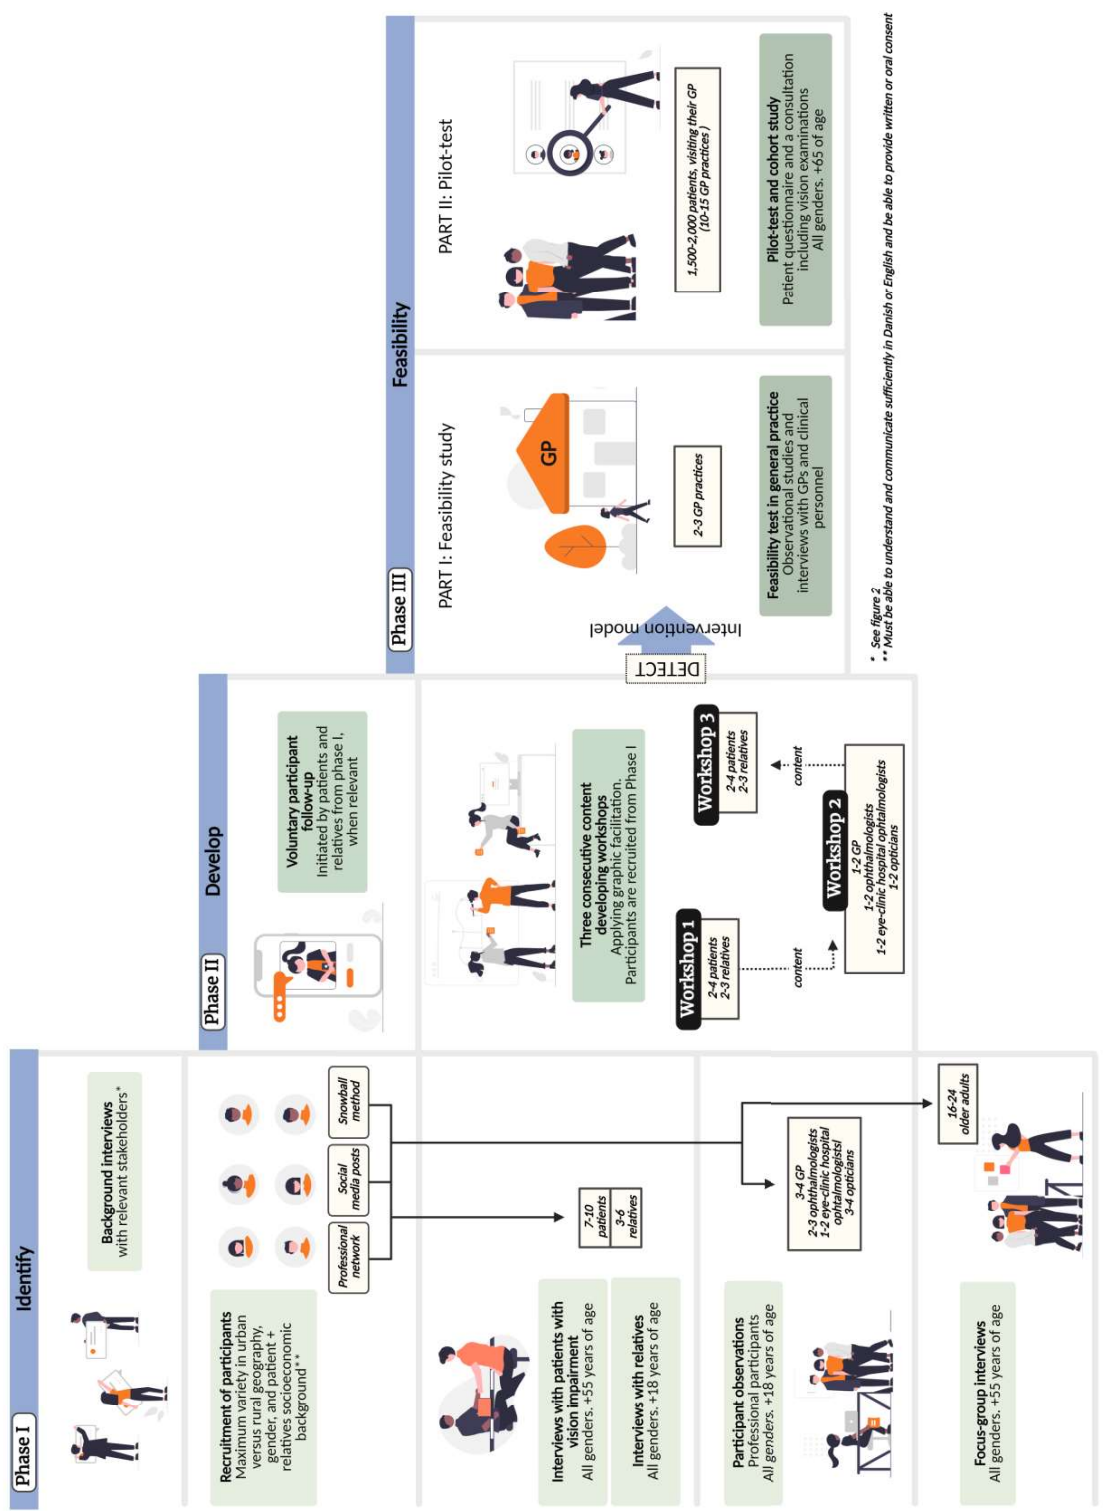 Phase I
Identify
Background interviews
with relevant stakeholders*
Recruitment of participants
Maximum variety in urban
versus rural geography,
gender, and patient +
relatives socioeconomic
background**
Professional
network
Social
media posts
Snowball
method
Interviews with patients with
vision impairment
All genders. +55 years of age
Interviews with relatives
All genders. +18 years of age
7-10
patients
3-6
relatives
Participant observations
Professional participants
All genders. +18 years of age
3-4 GP
2-3 ophthalmologists
1-2 eye-clinic hospital
ophtalmologistsl
3-4 opticians
Focus-group interviews
All genders. +55 years of age
16-24
older adults
Phase II
Develop
Voluntary participant
follow-up
Initiated by patients and
relatives from phase I,
when relevant
Three consecutive content
developing workshops
Applying graphic facilitation.
Participants are recruited from Phase I
Workshop 1
2-4 patients
2-3 relatives
content
Workshop 2
1-2 GP
1-2 ophthalmologists
1-2 eye-clinic hospital ophtalmologists
1-2 opticians
content
Workshop 3
2-4 patients
2-3 relatives
DETECT
Intervention model
Phase III
Feasibility
PART I: Feasibility study
GP
2-3 GP practices
Feasibility test in general practice
Observational studies and
interviews with GPs and clinical
personnel
PART II: Pilot-test
1,500-2,000 patients, visiting their GP
(10-15 GP practices )
Pilot-test and cohort study
Patient questionnaire and a consultation
including vision examinations
All genders. +65 of age
* See figure 2
** Must be able to understand and communicate sufficiently in Danish or English and be able to provide written or oral consent